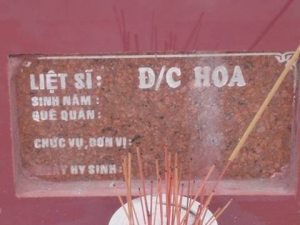 LIỆT SĨ: Đ/C HOA
SINH NĂM:
QUÊ QUÁN:
CHỨC VỤ, ĐƠN VỊ:
HY SINH: